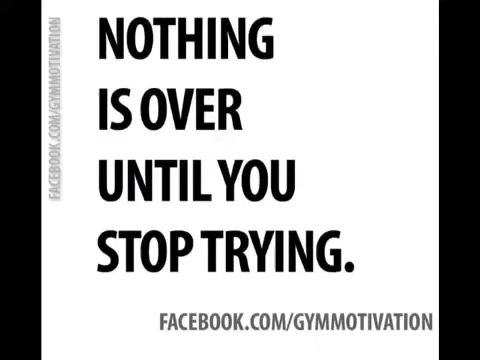 NOTHING
IS OVER
UNTIL YOU
STOP TRYING.
FACEBOOK.COM/GYMMOTIVATION
FACEBOOK.COM/GYMMOTIVATION